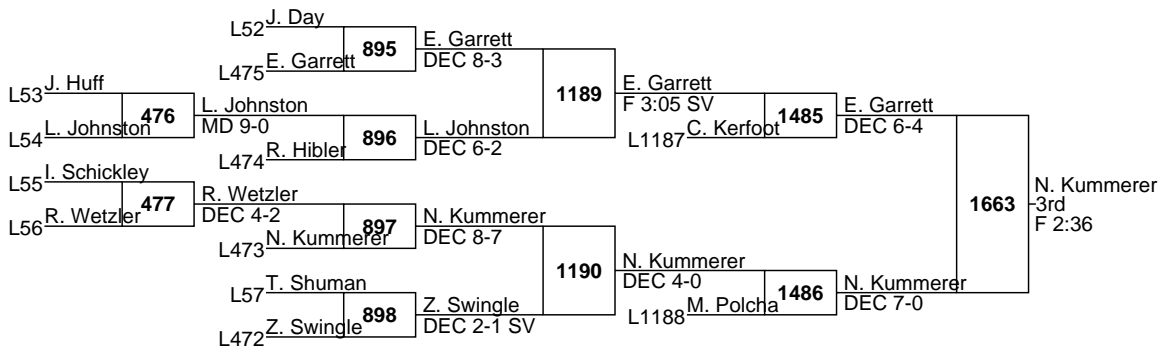 L52 J. Day
895
E. Garrett
DEC 8-3
L475 E. Garrett
1189
E. Garrett
F 3:05 SV
L53 J. Huff
476
L. Johnston
MD 9-0
L54 L. Johnston
896
L. Johnston
DEC 6-2
L474 R. Hibler
1485
E. Garrett
DEC 6-4
L1187 C. Kerfoot
L55 I. Schickley
477
R. Wetzler
DEC 4-2
L56 R. Wetzler
897
N. Kummerer
DEC 8-7
L473 N. Kummerer
1663
N. Kummerer
3rd
F 2:36
1190
N. Kummerer
DEC 4-0
L57 T. Shuman
898
Z. Swingle
DEC 2-1 SV
L472 Z. Swingle
1486
N. Kummerer
DEC 7-0
L1188 M. Polcha